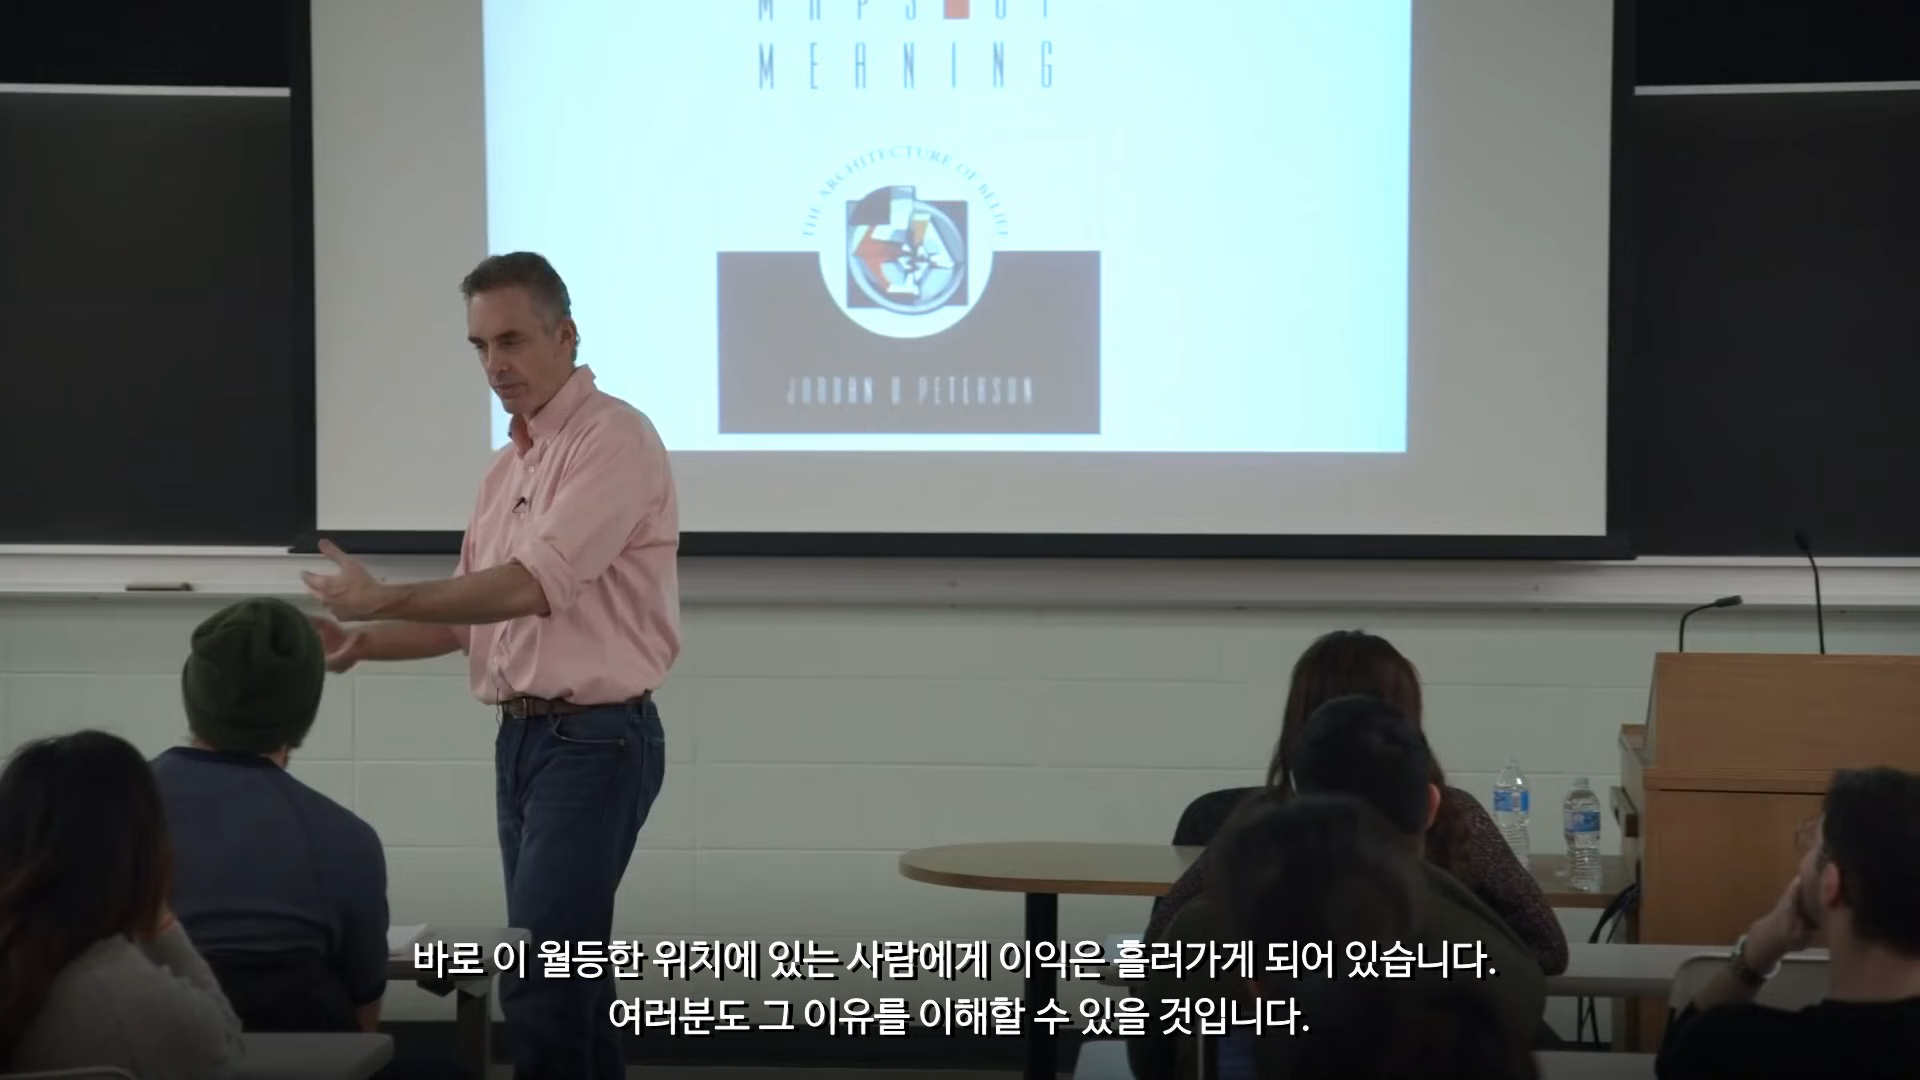 MAPS OF
MEANING
THE ARCHITECTURE OF BELIEF
JORDAN B PETERSON
바로 이 월등한 위치에 있는 사람에게 이익은 흘러가게 되어 있습니다.
여러분도 그 이유를 이해할 수 있을 것입니다.